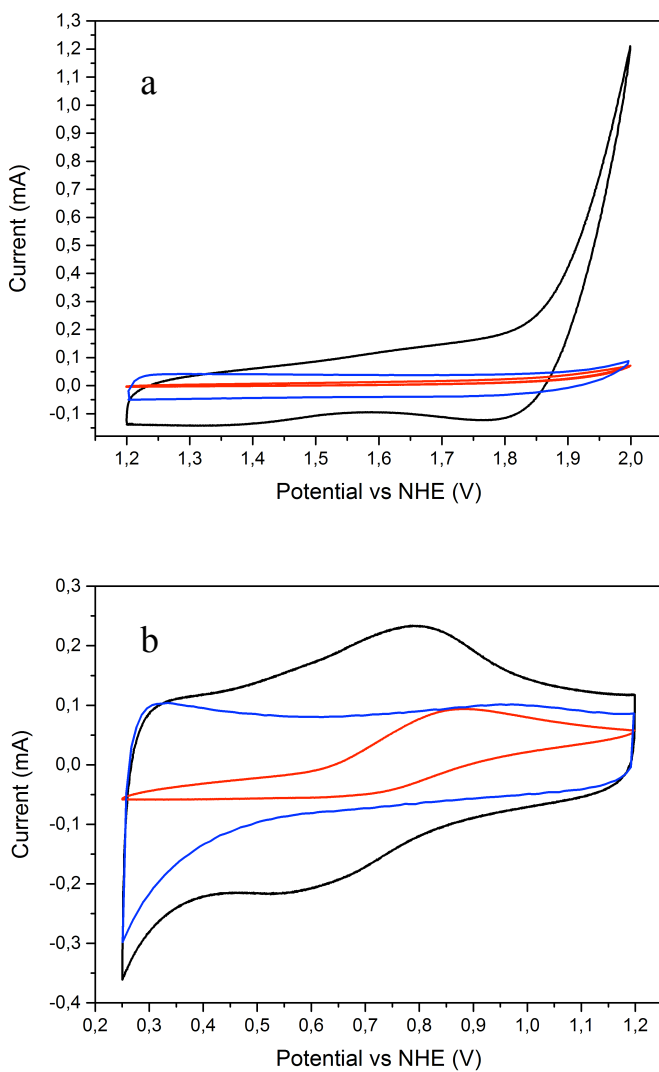 1,3
1,2
1,1
1,0
0,9
0,8
0,7
0,6
0,5
0,4
0,3
0,2
0,1
0,0
-0,1
Current (mA)
a
1,2 1,3 1,4 1,5 1,6 1,7 1,8 1,9 2,0
Potential vs NHE (V)
0,3
0,2
0,1
0,0
-0,1
-0,2
-0,3
-0,4
Current (mA)
b
0,2 0,3 0,4 0,5 0,6 0,7 0,8 0,9 1,0 1,1 1,2
Potential vs NHE (V)